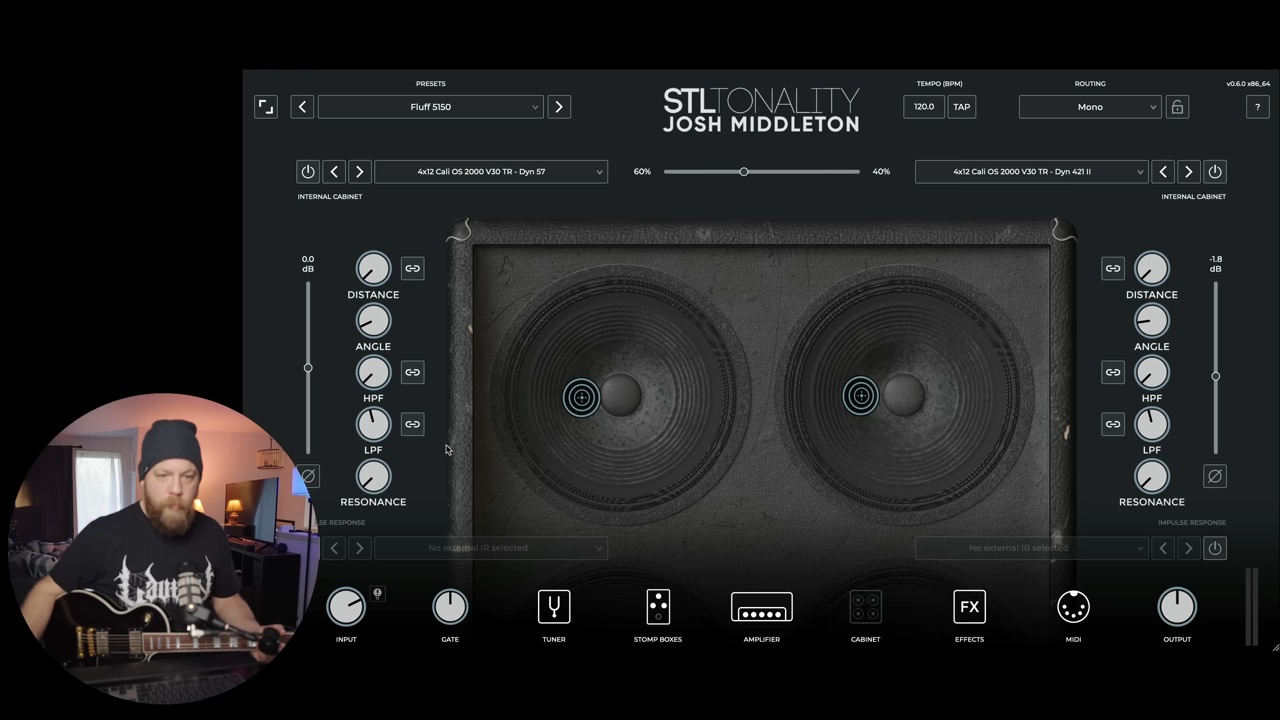 PRESETS
TEMPO (BPM)
ROUTING
v0.6.0 x86_64
Fluff 5150
STL TONALITY
JOSH MIDDLETON
120.0
TAP
Mono
?
4x12 Cali OS 2000 V30 TR - Dyn 57
60%
40%
4x12 Cali OS 2000 V30 TR - Dyn 421 II
INTERNAL CABINET
INTERNAL CABINET
0.0
dB
-1.8
dB
DISTANCE
DISTANCE
ANGLE
ANGLE
HPF
HPF
LPF
LPF
RESONANCE
RESONANCE
LSE RESPONSE
IMPULSE RESPONSE
No external IR selected
No external IR selected
FX
INPUT
GATE
TUNER
STOMP BOXES
AMPLIFIER
CABINET
EFFECTS
MIDI
OUTPUT